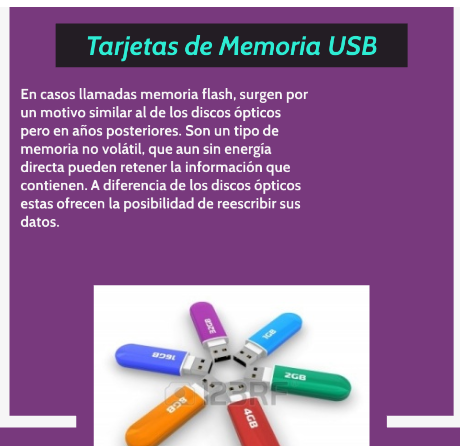 Tarjetas de Memoria USB
En casos llamadas memoria flash, surgen por
un motivo similar al de los discos ópticos
pero en años posteriores. Son un tipo de
memoria no volátil, que aun sin energía
directa pueden retener la información que
contienen. A diferencia de los discos ópticos
estas ofrecen la posibilidad de reescribir sus
datos.
32GB
1GB
16GB
2GB
8GB
4GB
123RF